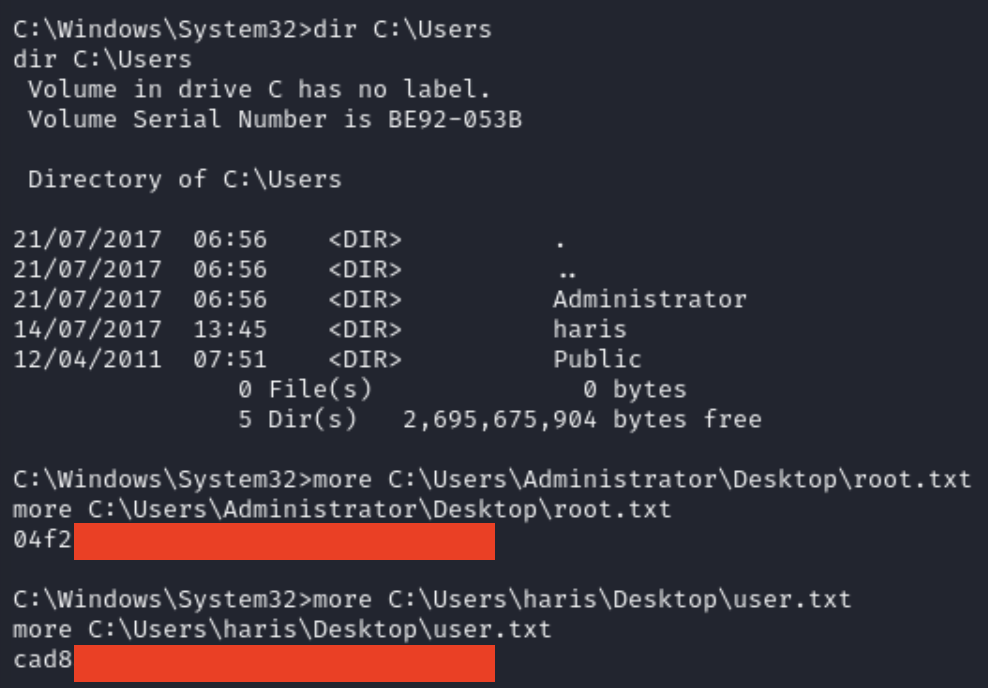 C:\Windows\System32>dir C:\Users
dir C:\Users
 Volume in drive C has no label.
 Volume Serial Number is BE92-053B
 Directory of C:\Users
21/07/2017  06:56    <DIR>          .
21/07/2017  06:56    <DIR>          ..
21/07/2017  06:56    <DIR>          Administrator
14/07/2017  13:45    <DIR>          haris
12/04/2011  07:51    <DIR>          Public
               0 File(s)              0 bytes
               5 Dir(s)   2,695,675,904 bytes free
C:\Windows\System32>more C:\Users\Administrator\Desktop\root.txt
more C:\Users\Administrator\Desktop\root.txt
04f2
C:\Windows\System32>more C:\Users\haris\Desktop\user.txt
more C:\Users\haris\Desktop\user.txt
cad8